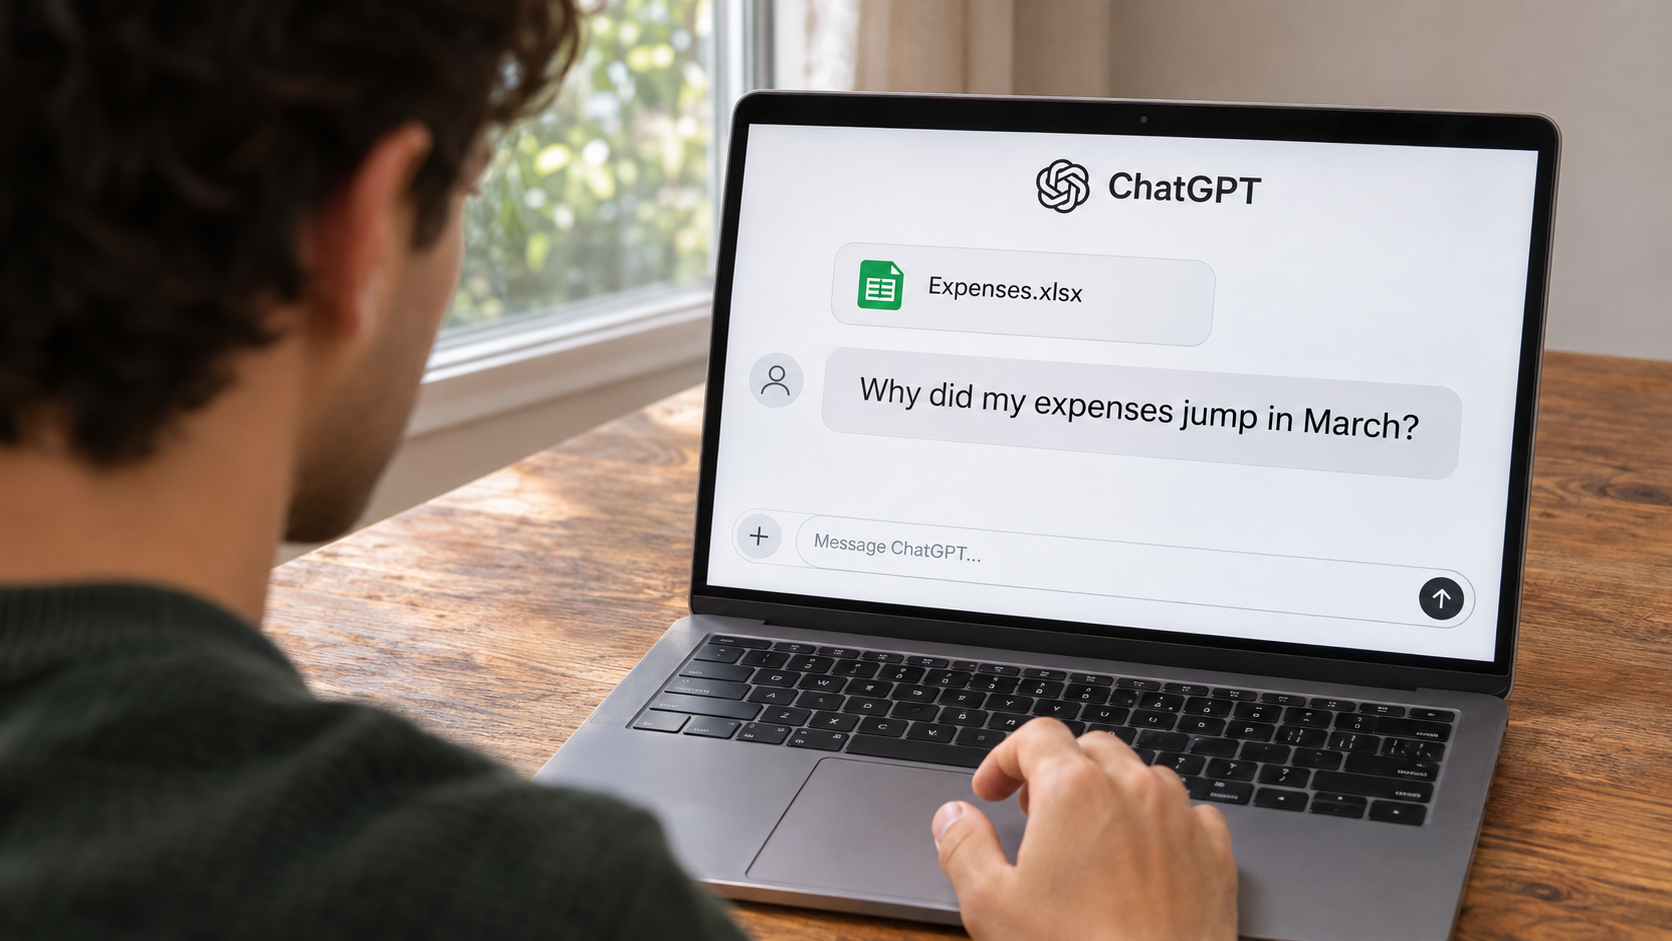 ChatGPT
Expenses.xlsx
Why did my expenses jump in March?
Message ChatGPT...